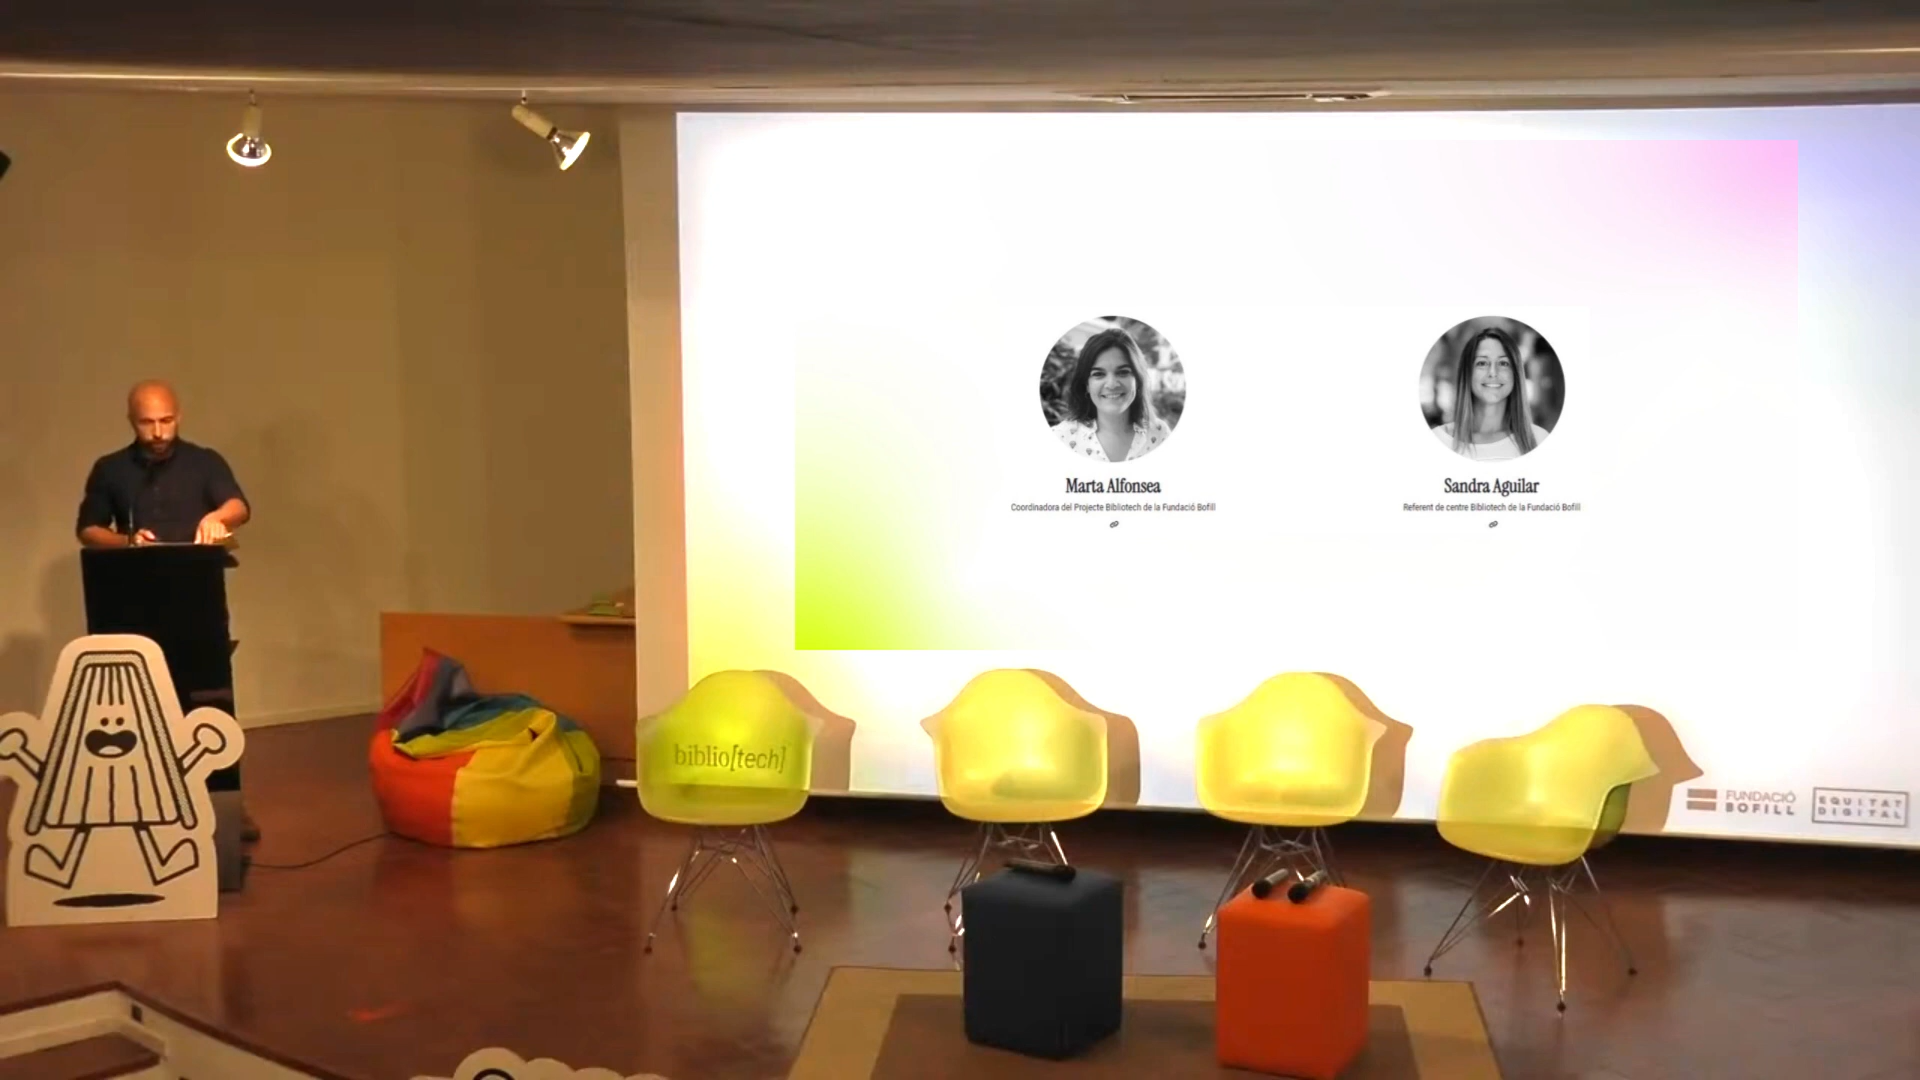 Marta Alfonsea
Coordinadora del Projecte Bibliotech de la Fundació Bofill
Sandra Aguilar
Referent de centre Bibliotech de la Fundació Bofill
biblio[tech]
FUNDACIÓ
BOFILL
EQUITAT
DIGITAL